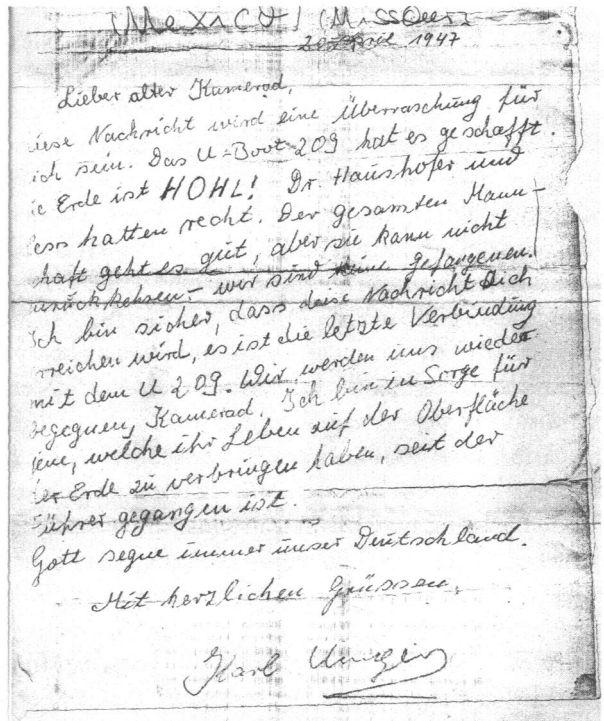 Mexico (Missouri)
20 April 1947
Lieber alter Kamerad,
iese Nachricht wird eine Überraschung für
ich sein. Das U-Boot 209 hat es geschafft.
e Erde ist HOHL! Dr. Haushofer und
ess hatten recht. Der gesamten Mann-
haft geht es gut, aber sie kann nicht
zurückkehsen - wir sind keine gefangenen.
Ich bin sicher, dass diese Nachricht Dich
rreichen wird, es ist die letzte Verbindung
mit dem U 209. Wir werden uns wieder
begegnen, Kamerad. Ich bin in Sorge für
jene, welche ihr Leben auf der Oberfläche
der Erde zu verbringen haben, seit der
Führer gegangen ist.
Gott segne immer unser Deutschland.
Mit herzlichen Grüssen,
Karl Unger